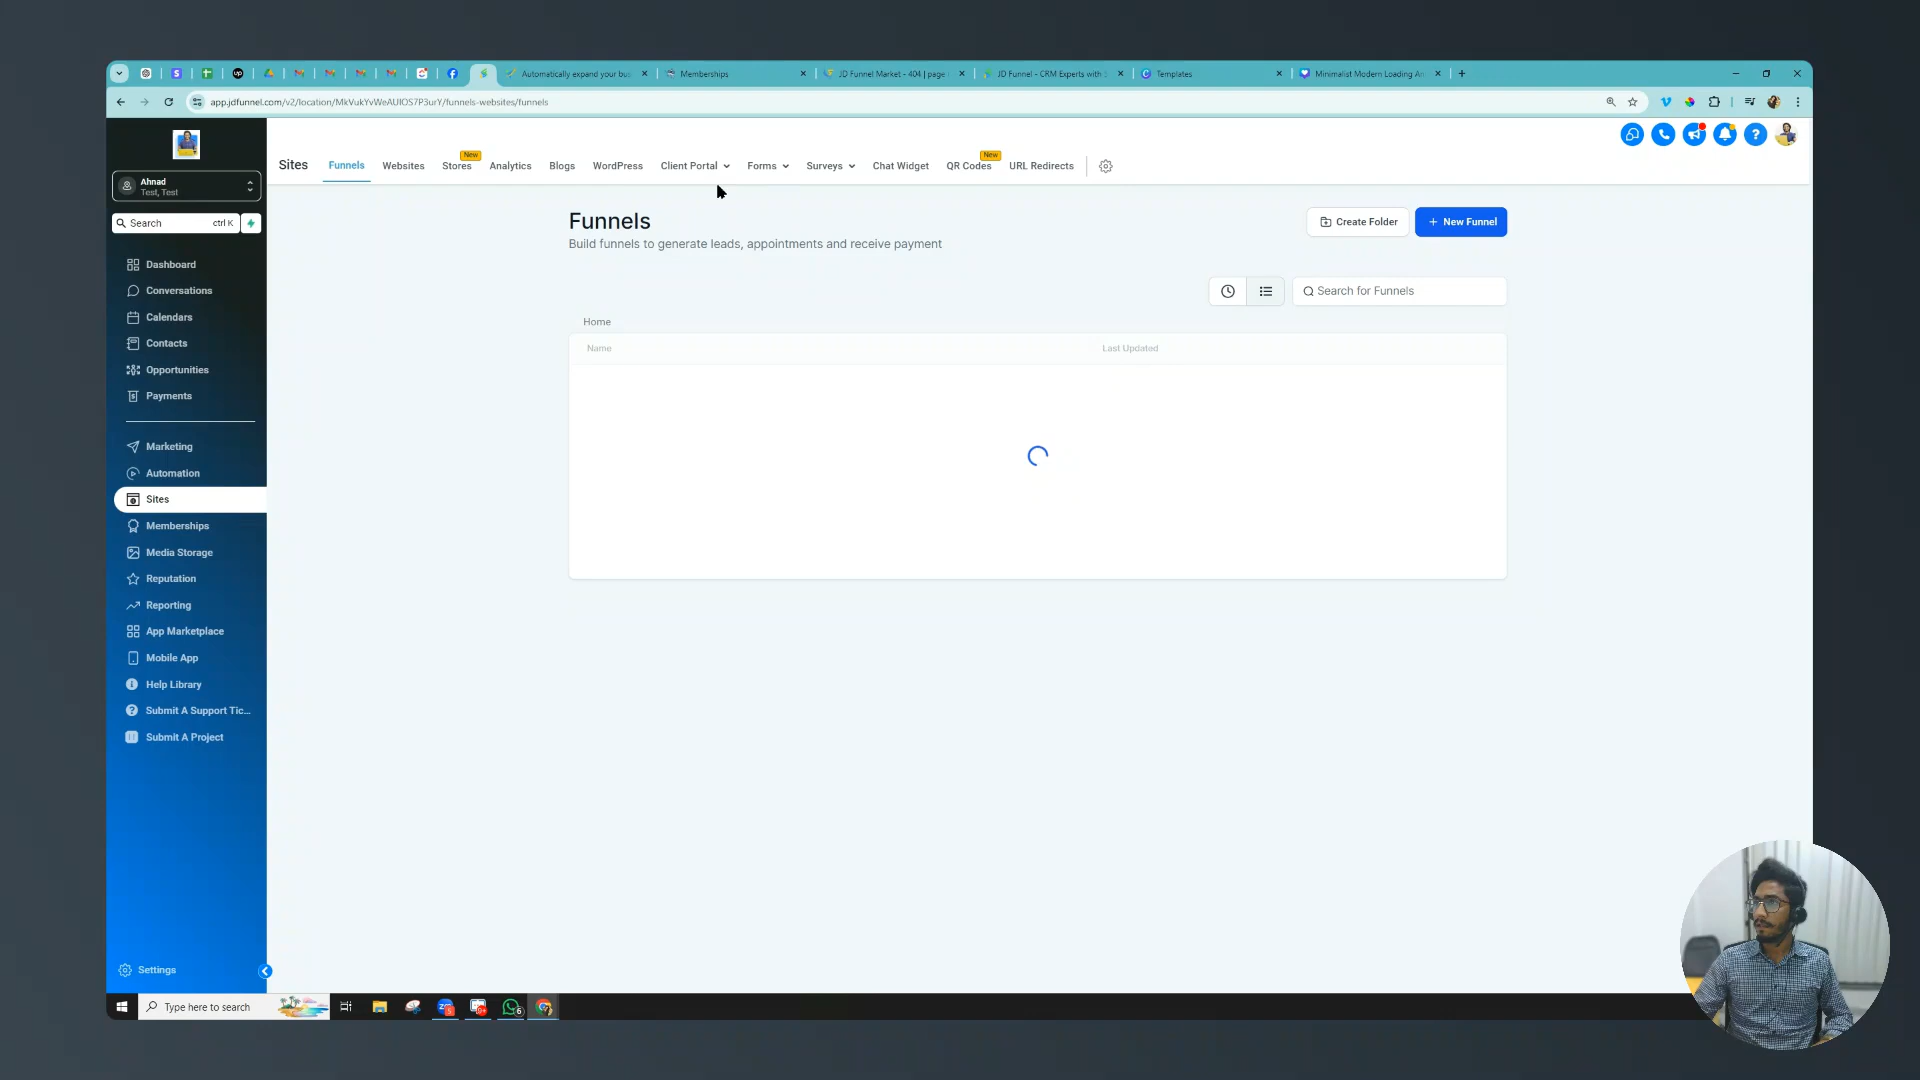 Automatically expand your bus
Memberships
JD Funnel Market - 404 | page
JD Funnel - CRM Experts with
Templates
Minimalist Modern Loading An
app.jdfunnel.com/v2/location/MkVukYvWeAUIOS7P3urY/funnels-websites/funnels
Ahnad
Test, Test
Search ctrl K
Dashboard
Conversations
Calendars
Contacts
Opportunities
Payments
Marketing
Automation
Sites
Memberships
Media Storage
Reputation
Reporting
App Marketplace
Mobile App
Help Library
Submit A Support Tic...
Submit A Project
Settings
Sites
Funnels
Websites
Stores
New
Analytics
Blogs
WordPress
Client Portal
Forms
Surveys
Chat Widget
QR Codes
New
URL Redirects
Funnels
Build funnels to generate leads, appointments and receive payment
Create Folder
+ New Funnel
Search for Funnels
Home
Name
Last Updated
Type here to search